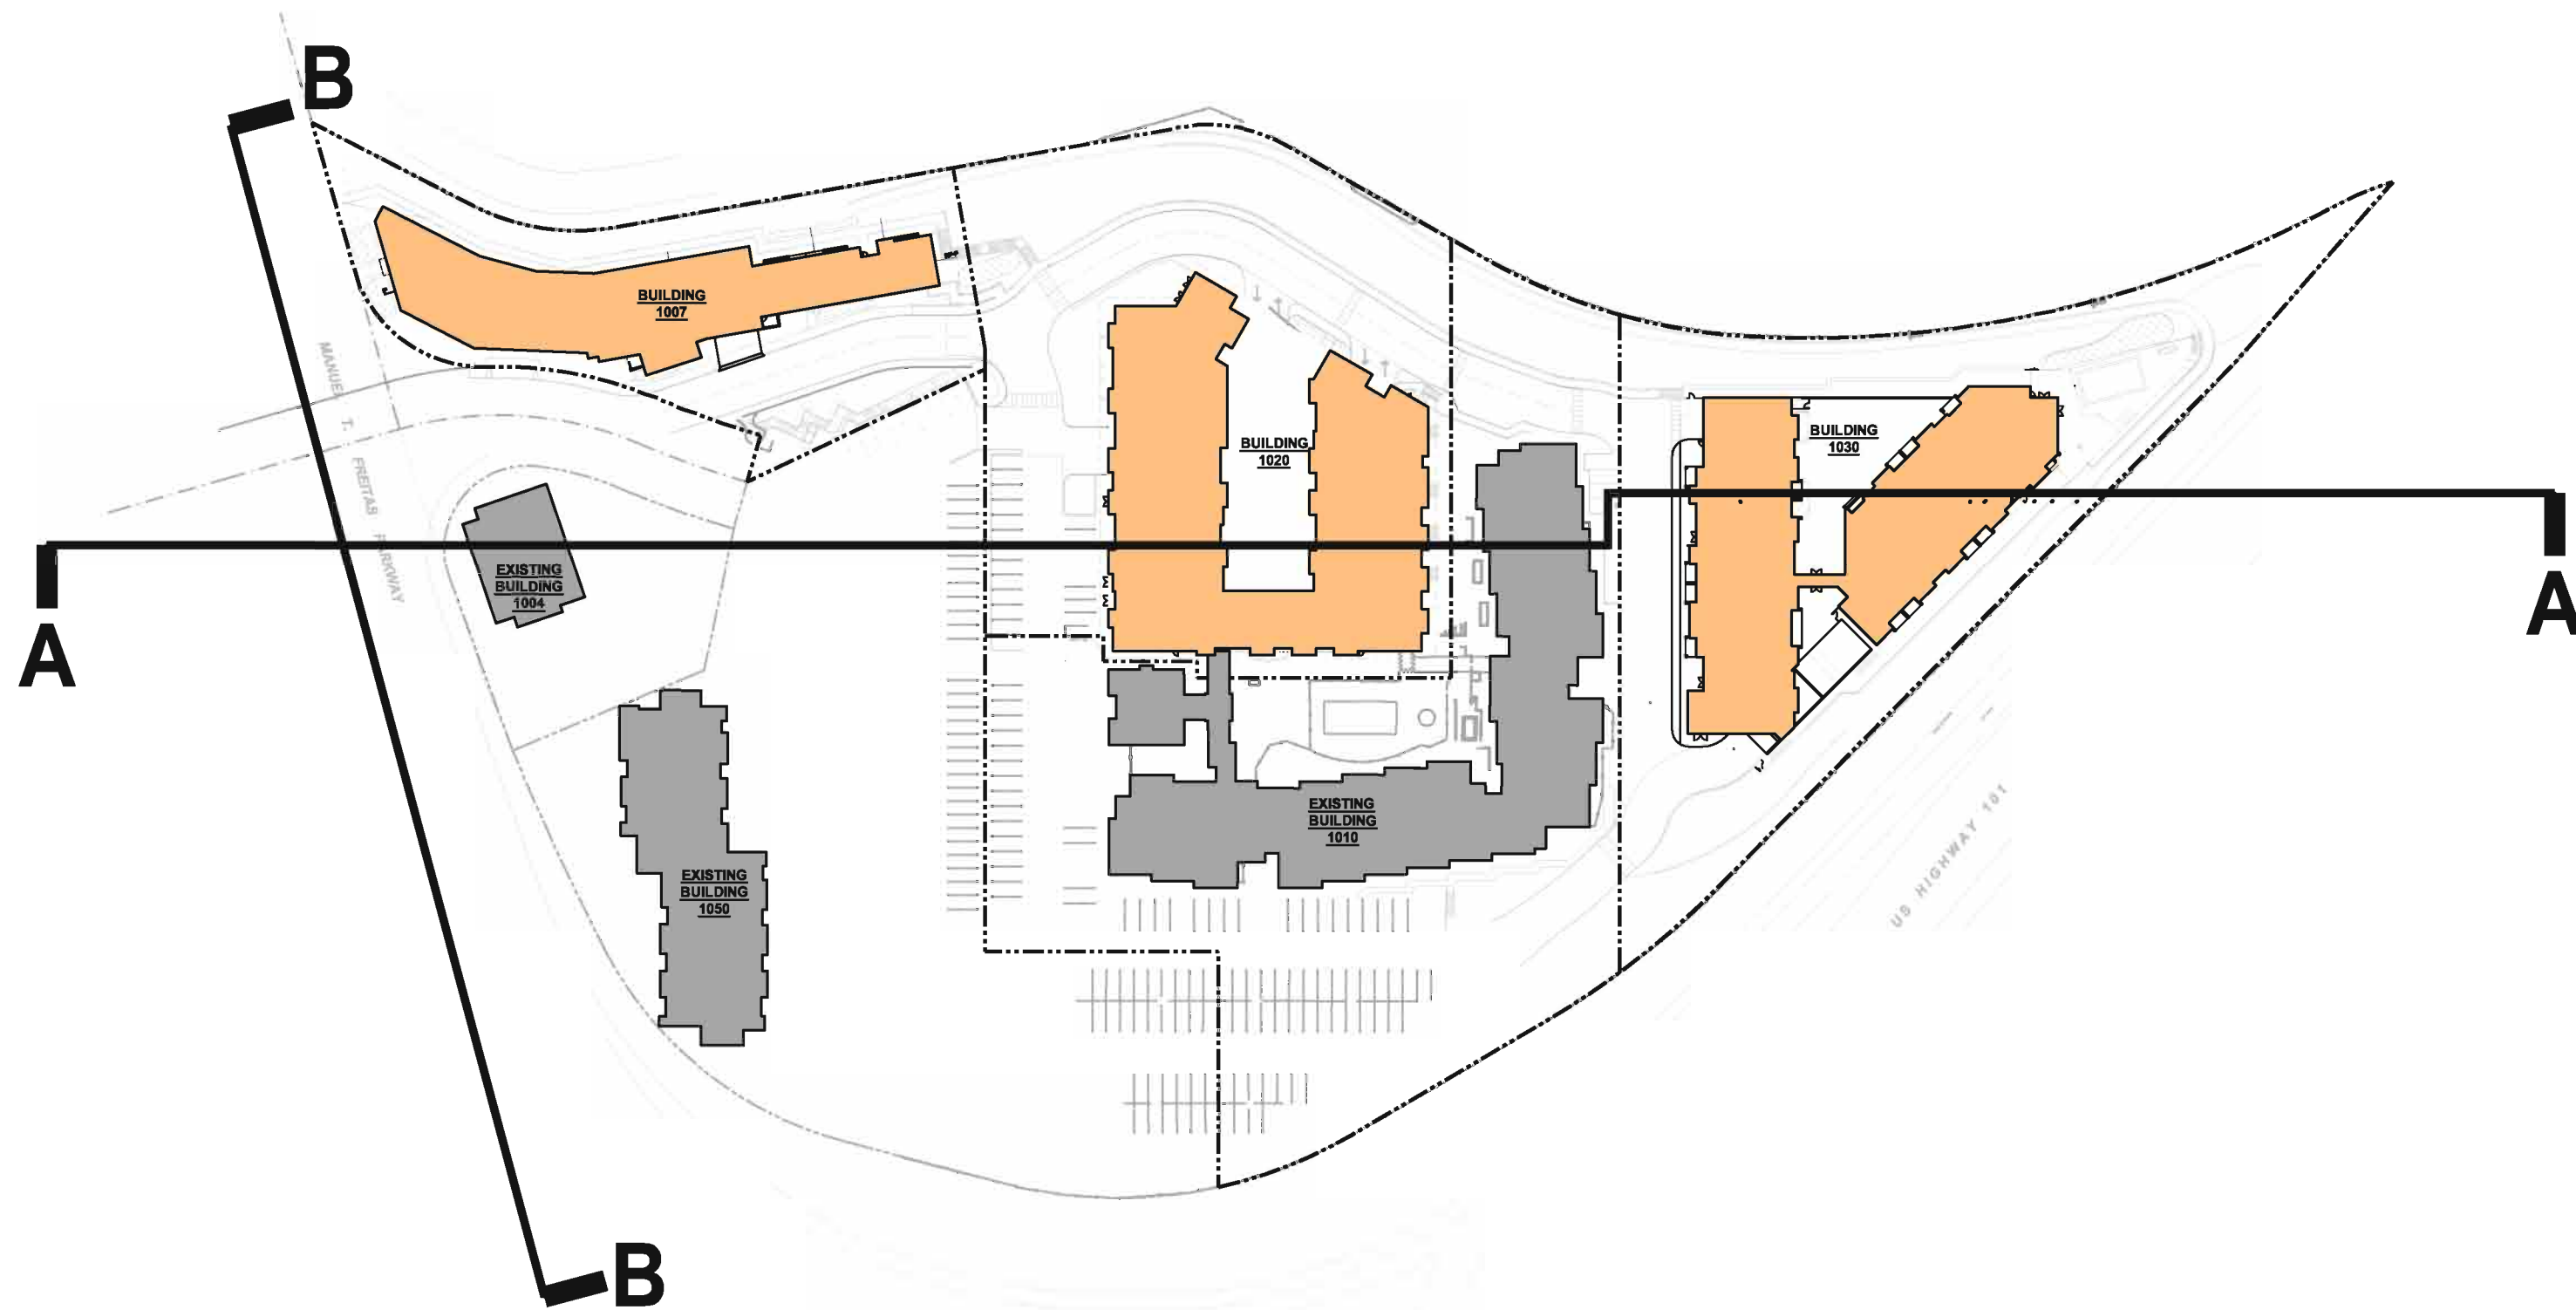 B
BUILDING
1007
MANUEL T. FREITAS PARKWAY
BUILDING
1020
BUILDING
1030
A
EXISTING
BUILDING
1004
A
EXISTING
BUILDING
1010
EXISTING
BUILDING
1050
US HIGHWAY 101
B